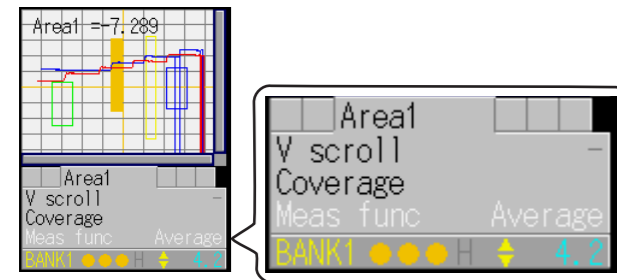 Area1 =-7.289
Area1
V scroll –
Coverage
Meas func Average
BANK1 H 4.2
Area1
V scroll –
Coverage
Meas func Average
BANK1 H 4.2